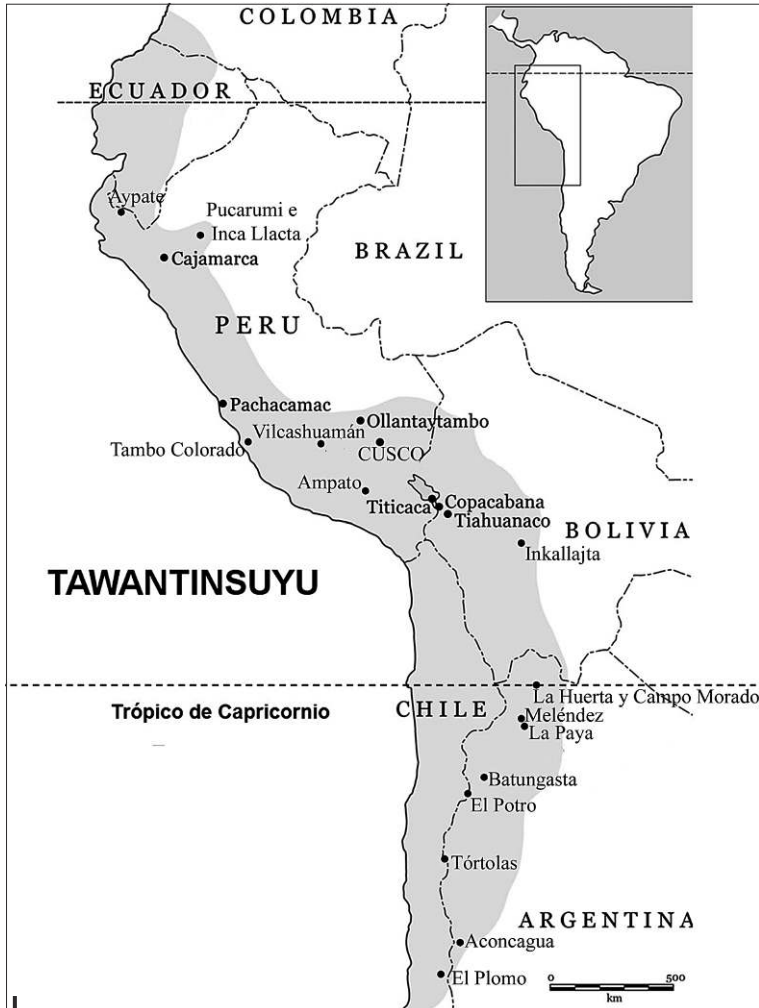 COLOMBIA
ECUADOR
Aypate
Pucarumi e
Inca Llacta
Cajamarca
BRAZIL
PERU
Pachacamac
Ollantaytambo
Vilcashuamán
Tambo Colorado
CUSCO
Ampato
Titicaca
Copacabana
Tiahuanaco
BOLIVIA
Inkallajta
TAWANTINSUYU
La Huerta y Campo Morado
Trópico de Capricornio
CHILE
Meléndez
La Paya
Batungasta
El Potro
Tórtolas
ARGENTINA
Aconcagua
El Plomo
0 500
km